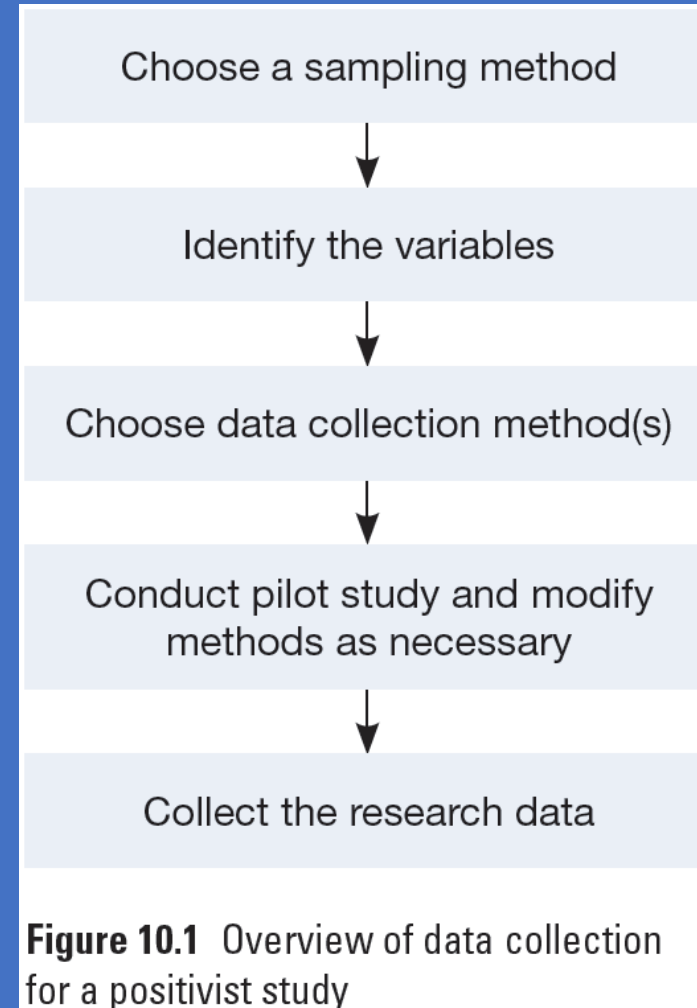 Choose a sampling method
Identify the variables
Choose data collection method(s)
Conduct pilot study and modify
methods as necessary
Collect the research data
Figure 10.1 Overview of data collection
for a positivist study